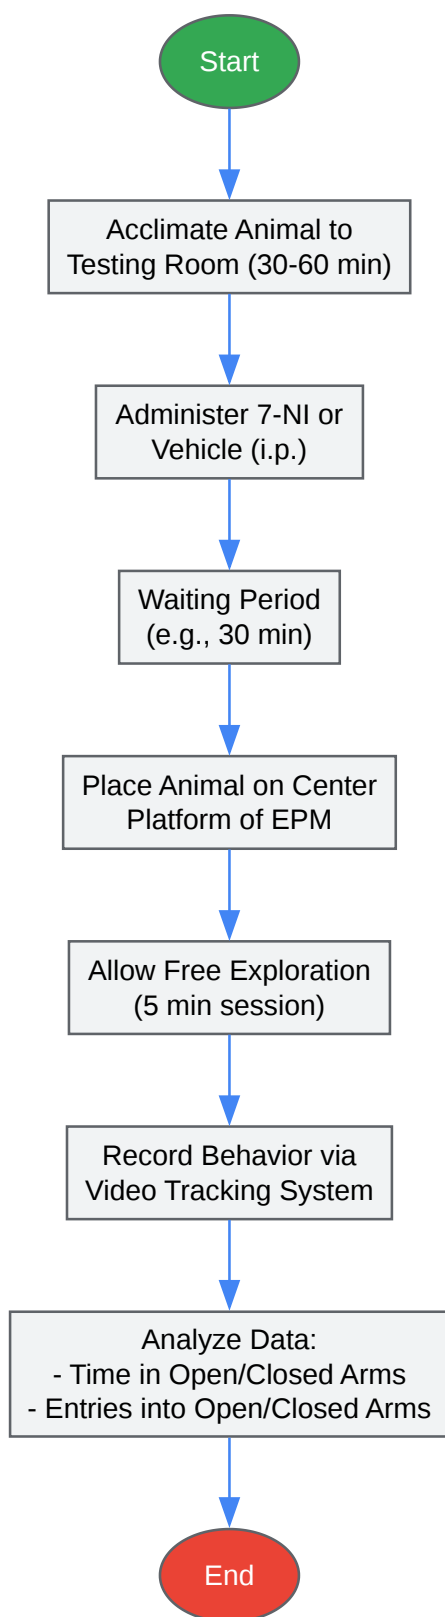 Start
Acclimate Animal to
Testing Room (30-60 min)
Administer 7-NI or
Vehicle (i.p.)
Waiting Period
(e.g., 30 min)
Place Animal on Center
Platform of EPM
Allow Free Exploration
(5 min session)
Record Behavior via
Video Tracking System
Analyze Data:
- Time in Open/Closed Arms
- Entries into Open/Closed Arms
End